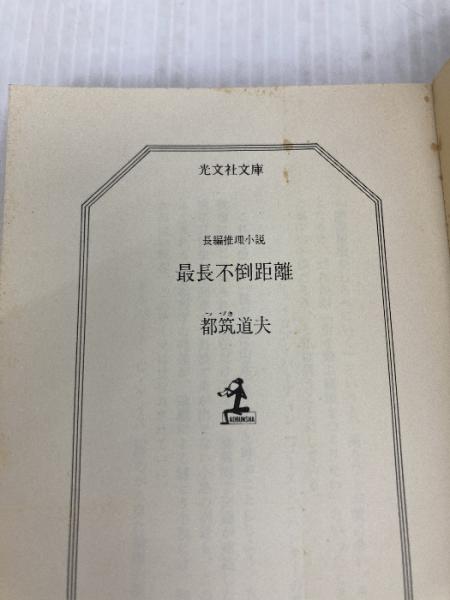 光文社文庫
長編推理小説
最長不倒距離
つづき
都筑道夫
KOBUNSHA